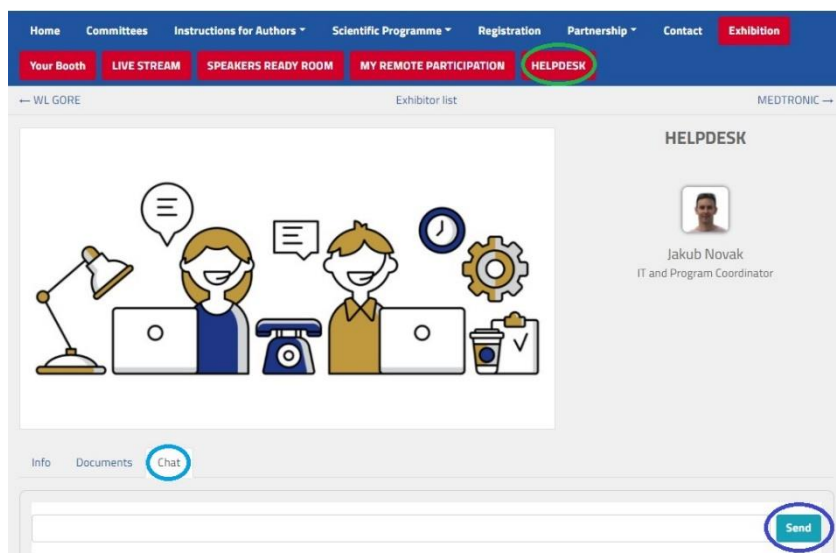 Home Committees Instructions for Authors Scientific Programme Registration Partnership Contact Exhibition
Your Booth LIVE STREAM SPEAKERS READY ROOM MY REMOTE PARTICIPATION HELPDESK
← WL GORE Exhibitor list MEDTRONIC →
HELPDESK
Jakub Novak
IT and Program Coordinator
Info Documents Chat
Send